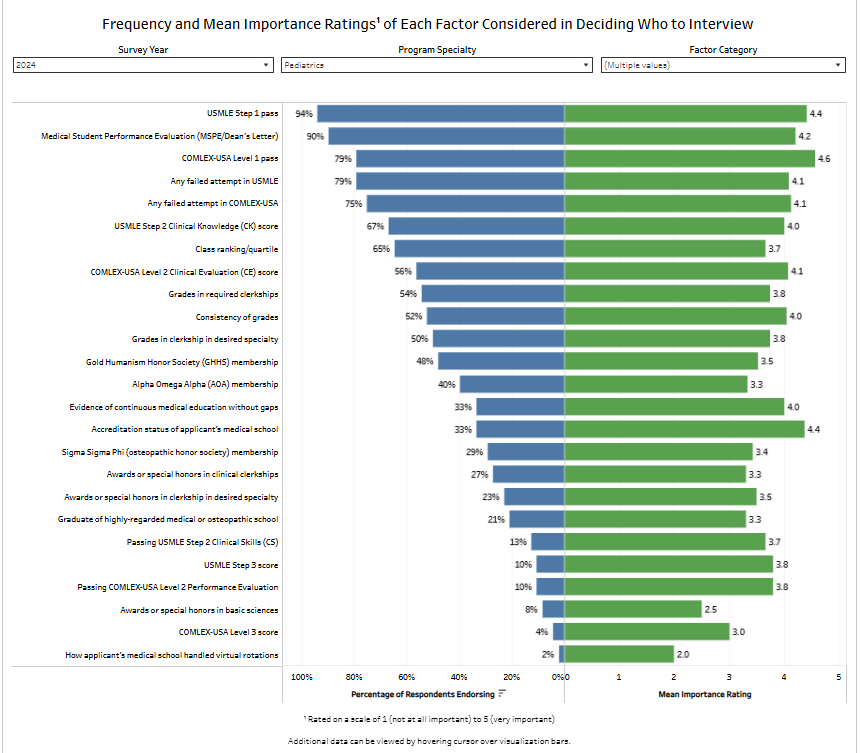 Frequency and Mean Importance Ratings¹ of Each Factor Considered in Deciding Who to Interview
Survey Year Program Specialty Factor Category
2024 Pediatrics (Multiple values)
USMLE Step 1 pass 94% 4.4
Medical Student Performance Evaluation (MSPE/Dean's Letter) 90% 4.2
COMLEX-USA Level 1 pass 79% 4.6
Any failed attempt in USMLE 79% 4.1
Any failed attempt in COMLEX-USA 75% 4.1
USMLE Step 2 Clinical Knowledge (CK) score 67% 4.0
Class ranking/quartile 65% 3.7
COMLEX-USA Level 2 Clinical Evaluation (CE) score 56% 4.1
Grades in required clerkships 54% 3.8
Consistency of grades 52% 4.0
Grades in clerkship in desired specialty 50% 3.8
Gold Humanism Honor Society (GHHS) membership 48% 3.5
Alpha Omega Alpha (AOA) membership 40% 3.3
Evidence of continuous medical education without gaps 33% 4.0
Accreditation status of applicant's medical school 33% 4.4
Sigma Sigma Phi (osteopathic honor society) membership 29% 3.4
Awards or special honors in clinical clerkships 27% 3.3
Awards or special honors in clerkship in desired specialty 23% 3.5
Graduate of highly-regarded medical or osteopathic school 21% 3.3
Passing USMLE Step 2 Clinical Skills (CS) 13% 3.7
USMLE Step 3 score 10% 3.8
Passing COMLEX-USA Level 2 Performance Evaluation 10% 3.8
Awards or special honors in basic sciences 8% 2.5
COMLEX-USA Level 3 score 4% 3.0
How applicant's medical school handled virtual rotations 2% 2.0
100% 80% 60% 40% 20% 0% 0 1 2 3 4 5
Percentage of Respondents Endorsing Mean Importance Rating
¹ Rated on a scale of 1 (not at all important) to 5 (very important)
Additional data can be viewed by hovering cursor over visualization bars.